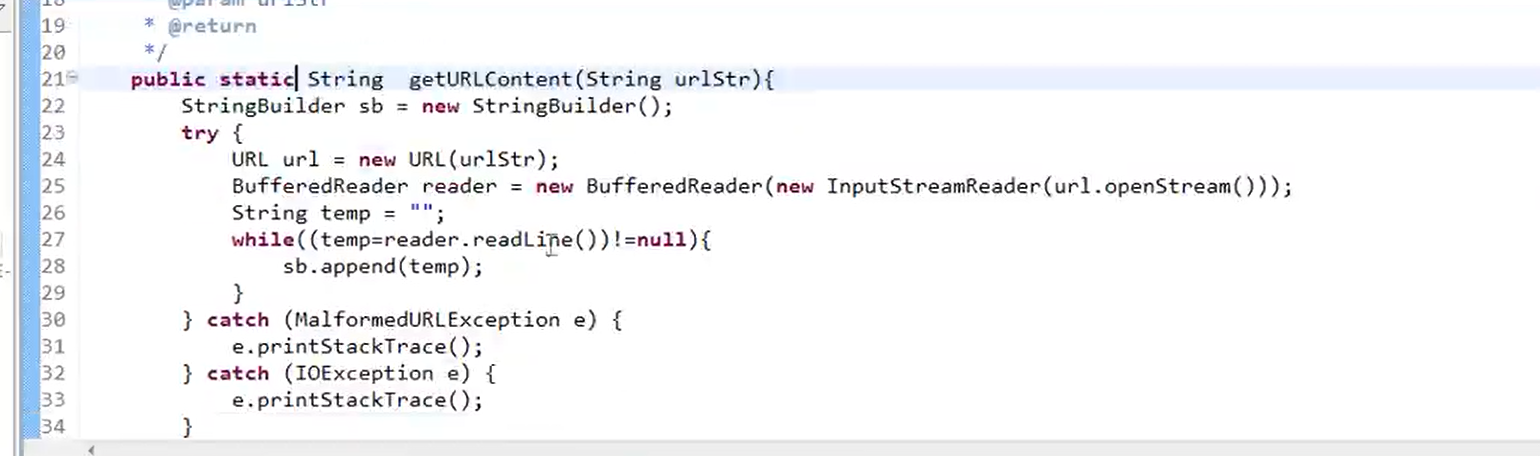 18 * @param urlStr
19 * @return
20 */
21 public static String getURLContent(String urlStr){
22 StringBuilder sb = new StringBuilder();
23 try {
24 URL url = new URL(urlStr);
25 BufferedReader reader = new BufferedReader(new InputStreamReader(url.openStream()));
26 String temp = "";
27 while((temp=reader.readLine())!=null){
28 sb.append(temp);
29 }
30 } catch (MalformedURLException e) {
31 e.printStackTrace();
32 } catch (IOException e) {
33 e.printStackTrace();
34 }